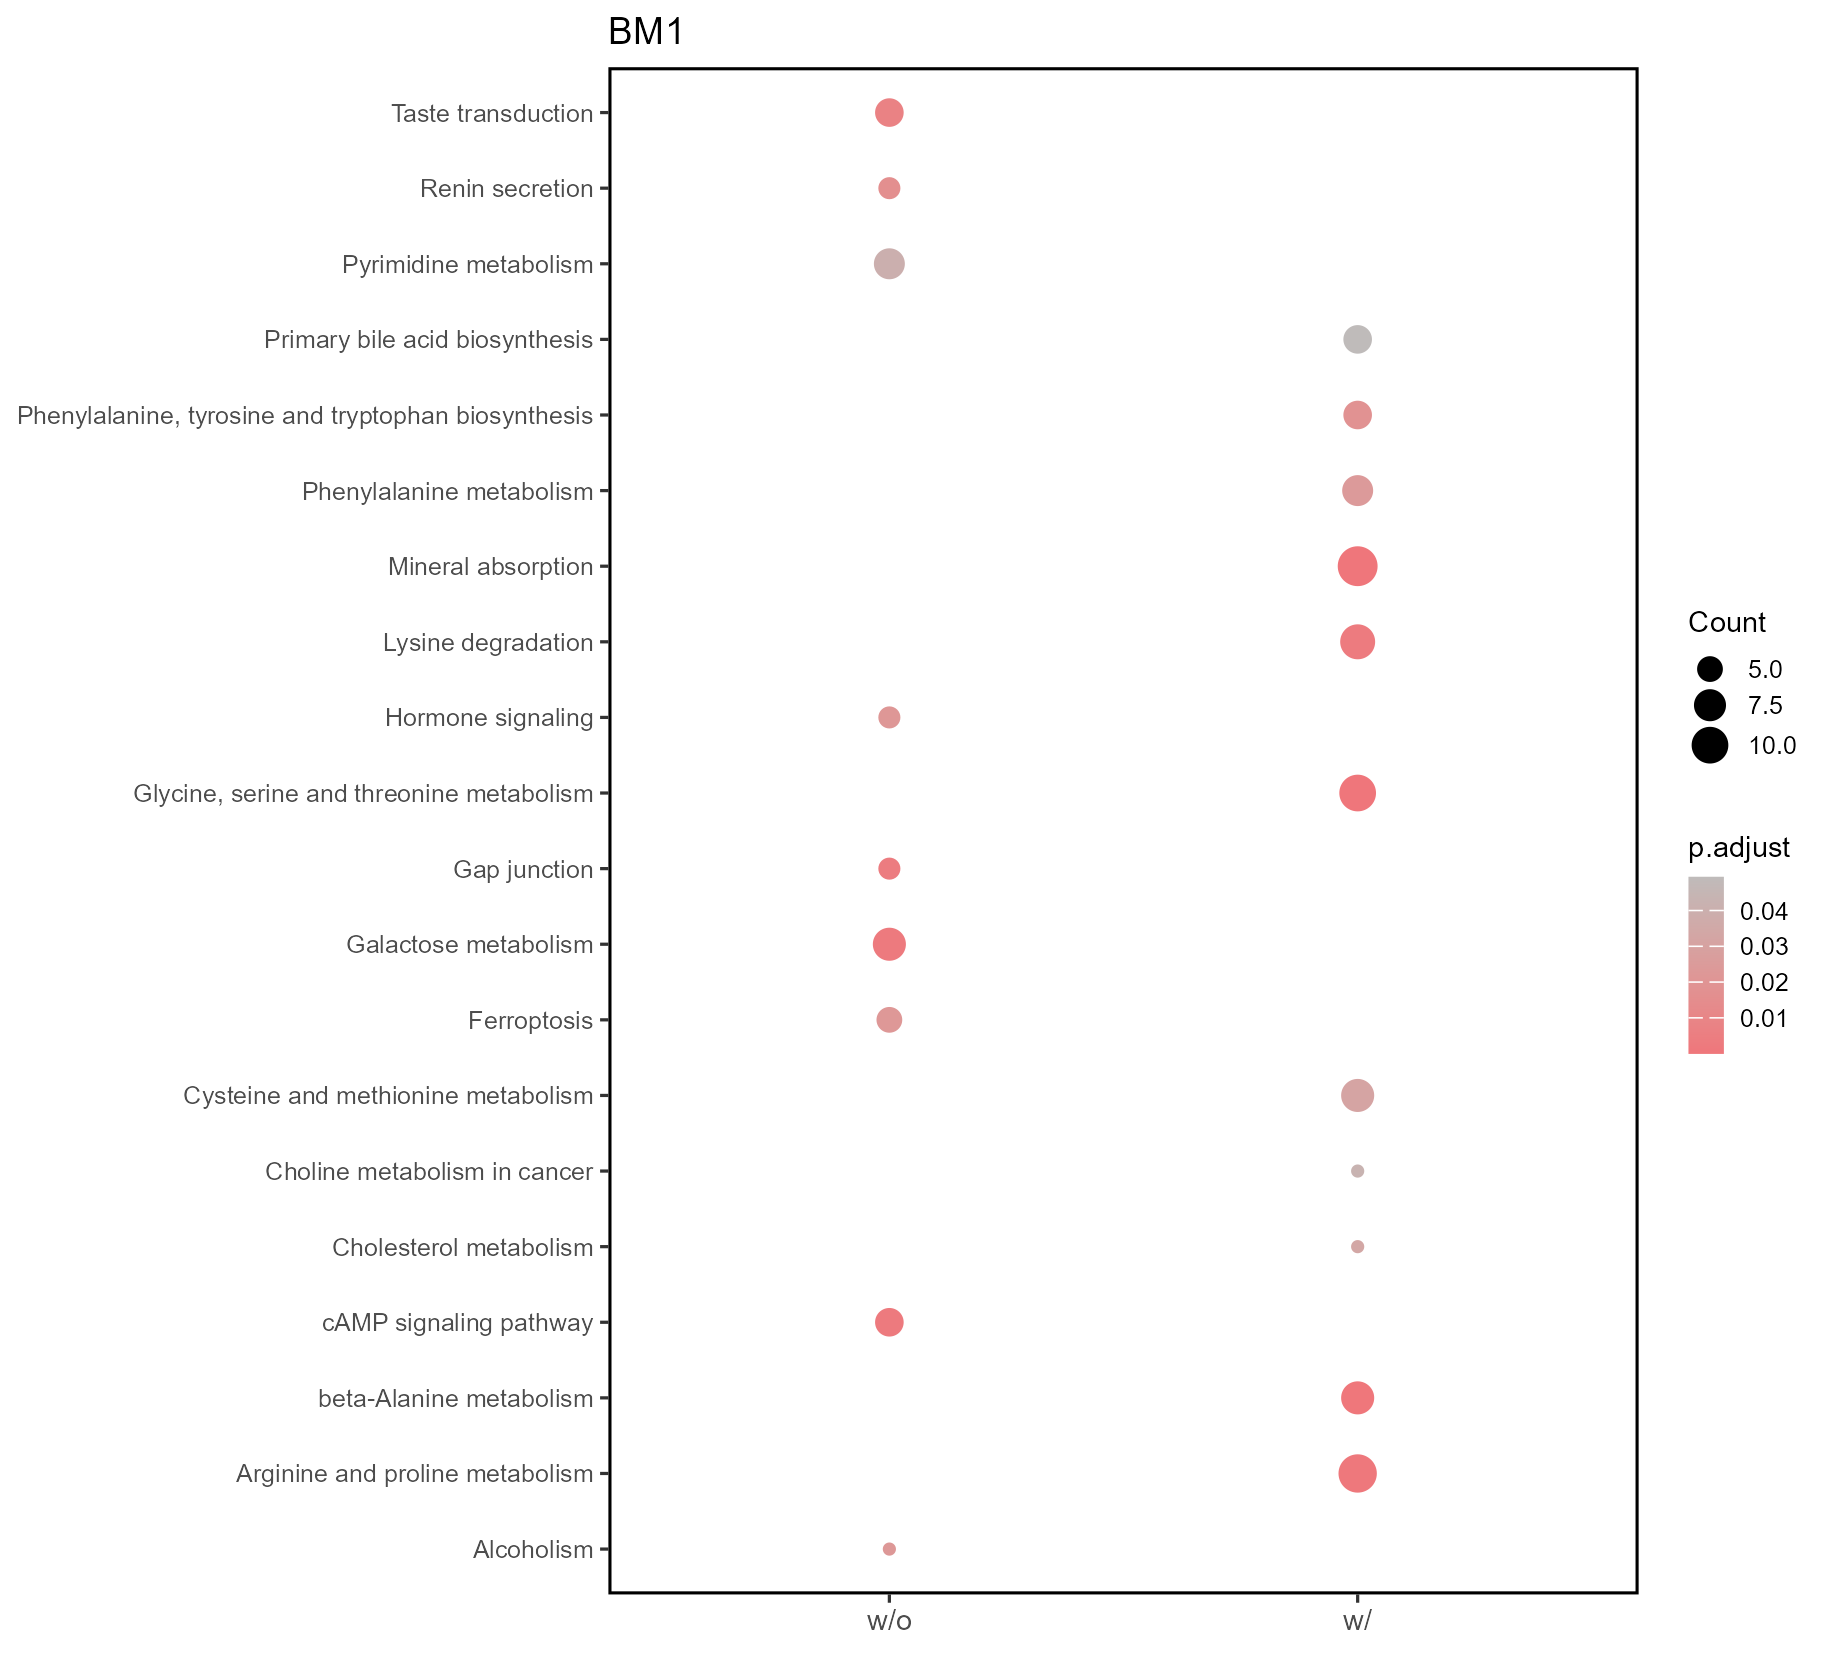 BM1
Taste transduction
Renin secretion
Pyrimidine metabolism
Primary bile acid biosynthesis
Phenylalanine, tyrosine and tryptophan biosynthesis
Phenylalanine metabolism
Mineral absorption
Lysine degradation
Hormone signaling
Glycine, serine and threonine metabolism
Gap junction
Galactose metabolism
Ferroptosis
Cysteine and methionine metabolism
Choline metabolism in cancer
Cholesterol metabolism
cAMP signaling pathway
beta-Alanine metabolism
Arginine and proline metabolism
Alcoholism
w/o
w/
Count
5.0
7.5
10.0
p.adjust
0.04
0.03
0.02
0.01